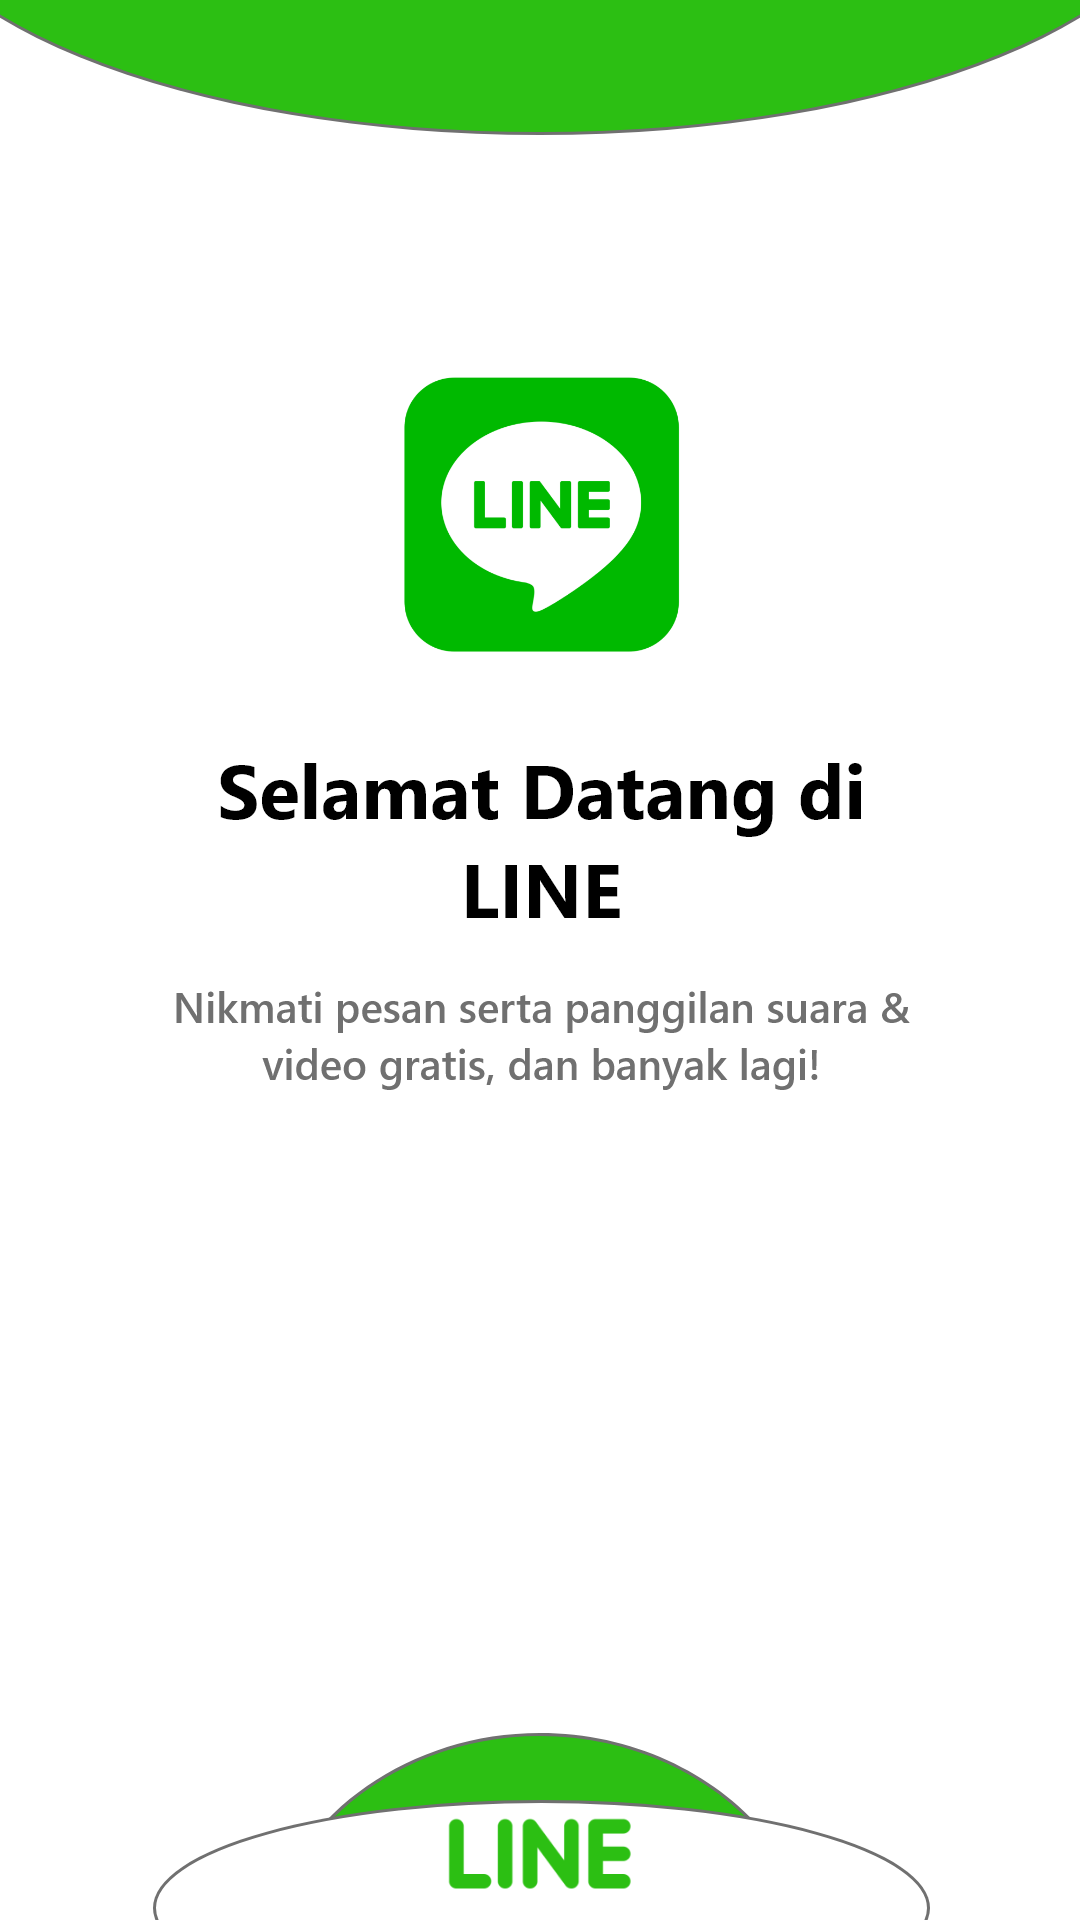 LINE
Selamat Datang di
LINE
Nikmati pesan serta panggilan suara &
video gratis, dan banyak lagi!
LINE